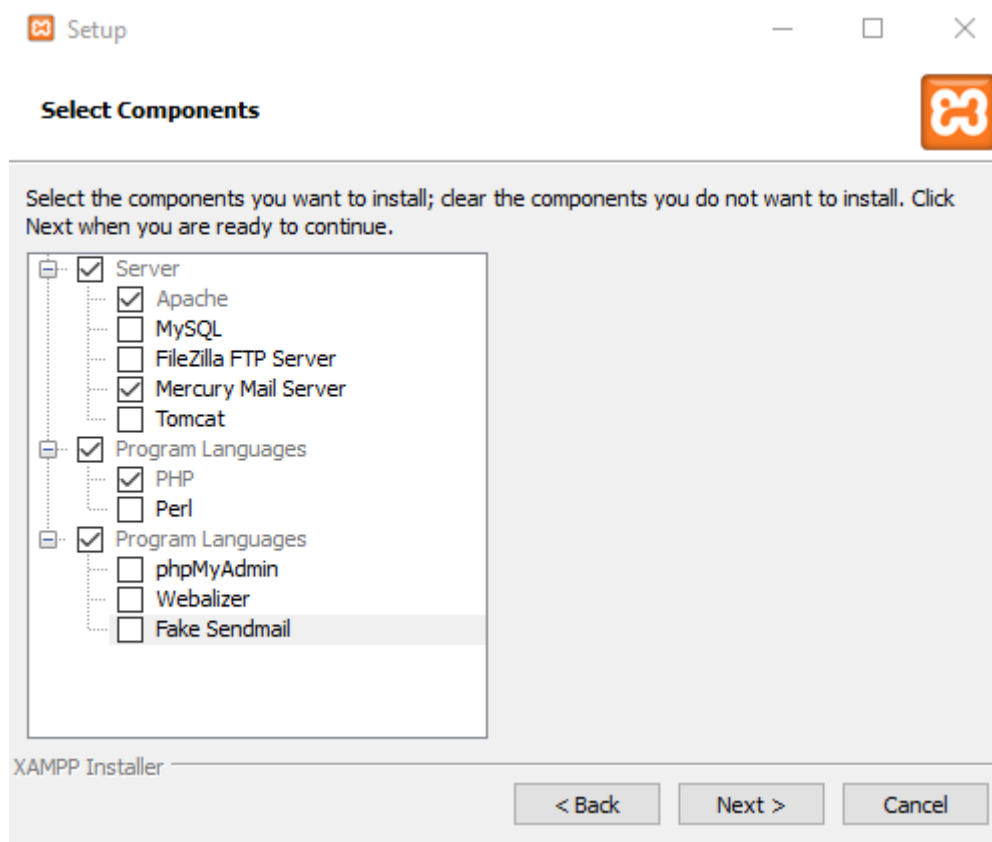 Setup
Select Components
Select the components you want to install; clear the components you do not want to install. Click
Next when you are ready to continue.
Server
Apache
MySQL
FileZilla FTP Server
Mercury Mail Server
Tomcat
Program Languages
PHP
Perl
Program Languages
phpMyAdmin
Webalizer
Fake Sendmail
XAMPP Installer
< Back
Next >
Cancel